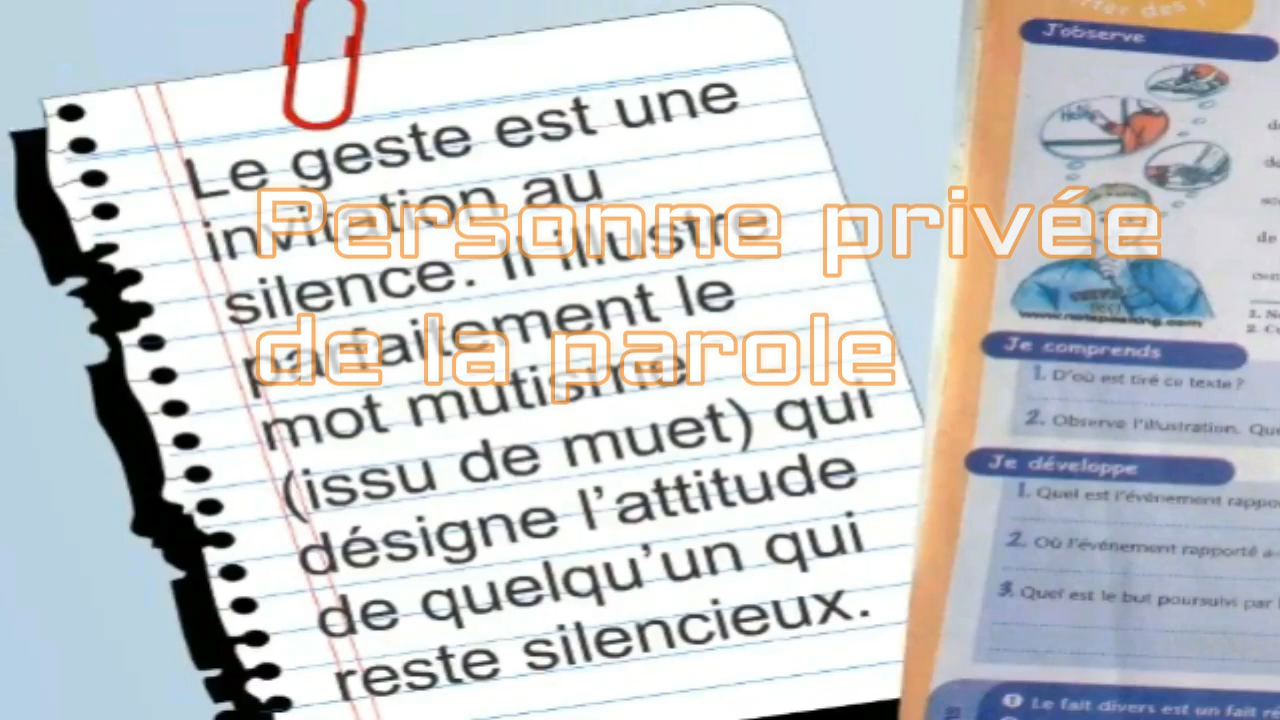 Le geste est une
invitation au
silence. Il illustre
parfaitement le
mot mutisme
(issu de muet) qui
désigne l'attitude
de quelqu'un qui
reste silencieux.
Personne privée
de la parole
J'observe
Je comprends
1. D'où est tiré ce texte ?
2. Observe l'illustration.
Je développe
1. Quel est l'événement
2. Où l'événement rapporté
3. Quel est le but poursuivi par
Le fait divers est un fait